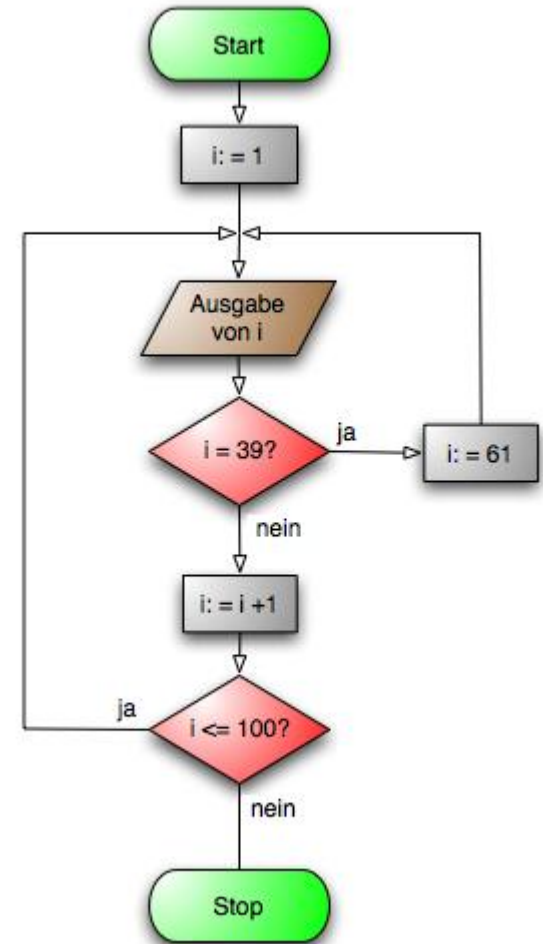 Start
i: = 1
Ausgabe
von i
i = 39?
ja
i: = 61
nein
i: = i +1
ja
i <= 100?
nein
Stop